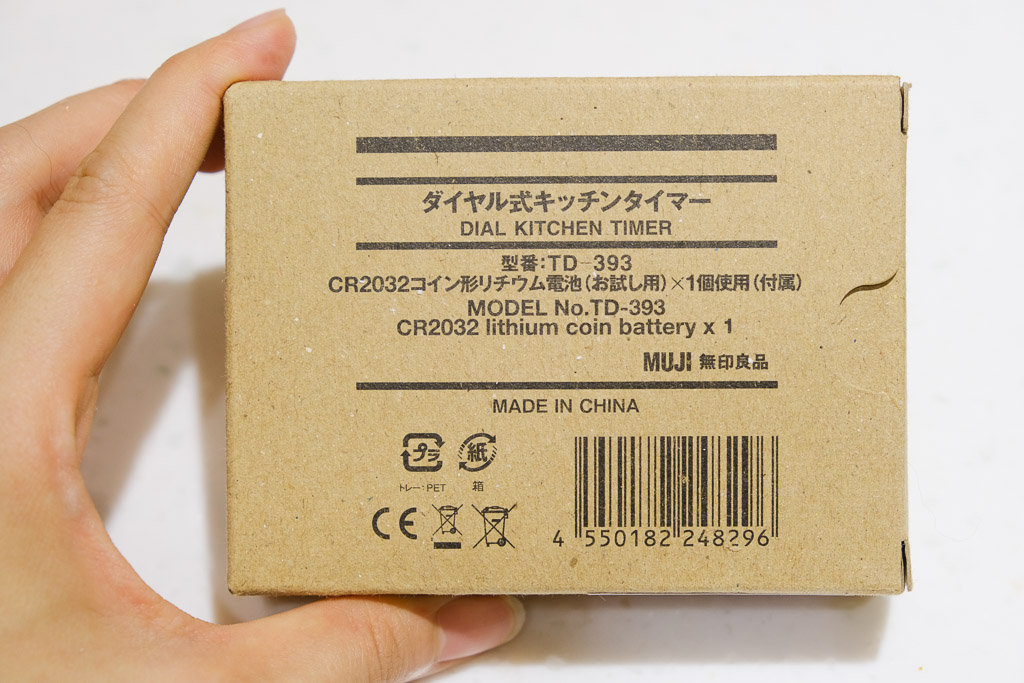 ダイヤル式キッチンタイマー
DIAL KITCHEN TIMER
型番:TD-393
CR2032コイン形リチウム電池(お試し用)×1個使用(付属)
MODEL No.TD-393
CR2032 lithium coin battery x 1
MUJI 無印良品
MADE IN CHINA
プラ 紙
トレー:PET 箱
CE
4 550182 248296